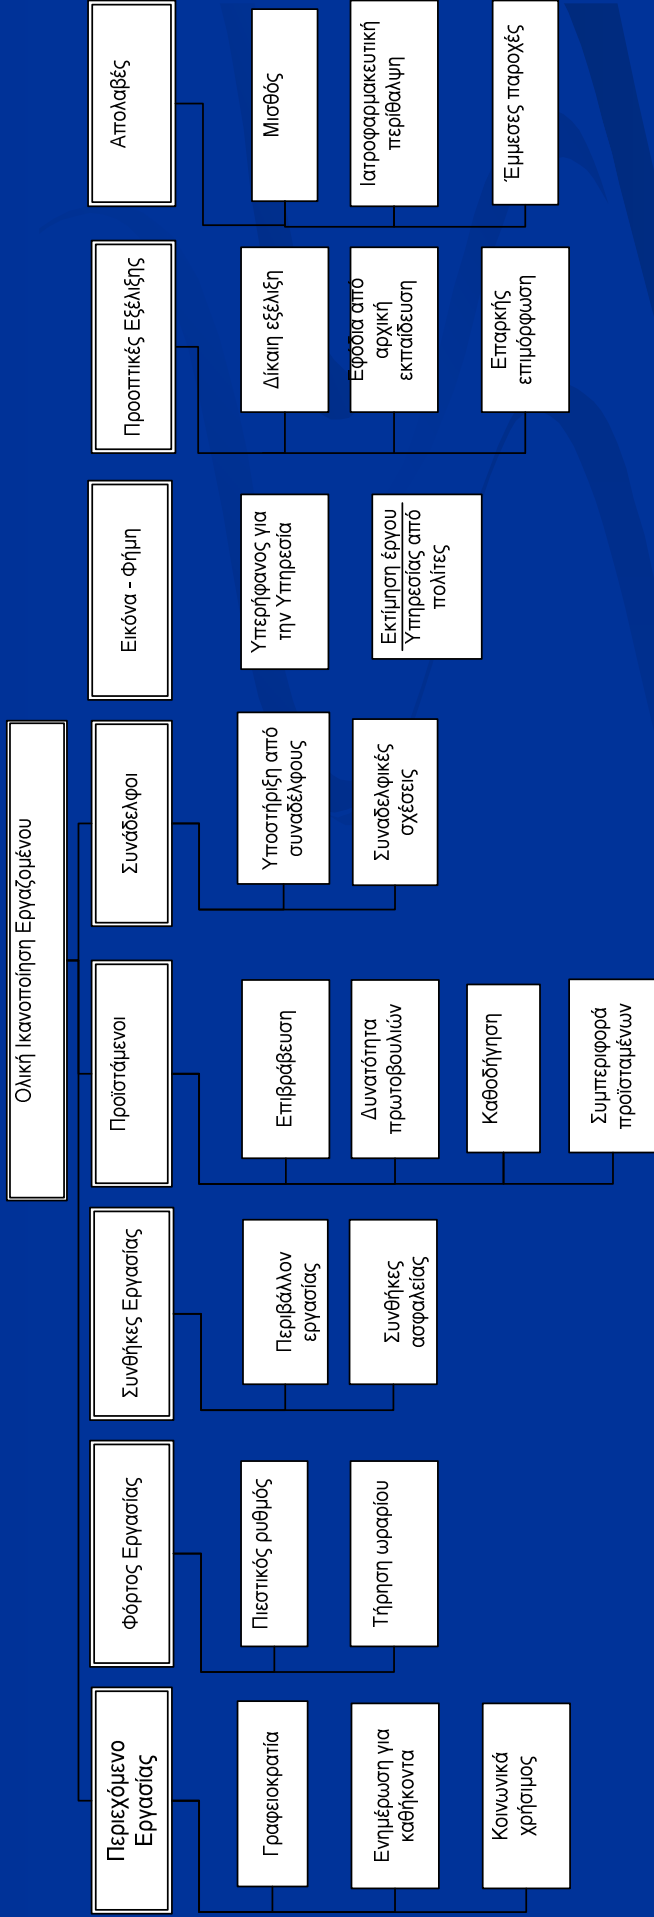 Ολική Ικανοποίηση Εργαζομένου
Περιεχόμενο
Εργασίας
Γραφειοκρατία
Ενημέρωση για
καθήκοντα
Κοινωνικά
χρήσιμος
Φόρτος Εργασίας
Πιεστικός ρυθμός
Τήρηση ωραρίου
Συνθήκες Εργασίας
Περιβάλλον
εργασίας
Συνθήκες
ασφαλείας
Προϊστάμενοι
Επιβράβευση
Δυνατότητα
πρωτοβουλιών
Καθοδήγηση
Συμπεριφορά
προϊσταμένων
Συνάδελφοι
Υποστήριξη από
συναδέλφους
Συναδελφικές
σχέσεις
Εικόνα - Φήμη
Υπερήφανος για
την Υπηρεσία
Εκτίμηση έργου
Υπηρεσίας από
πολίτες
Προοπτικές Εξέλιξης
Δίκαιη εξέλιξη
Εφόδια από
αρχική
εκπαίδευση
Επαρκής
επιμόρφωση
Απολαβές
Μισθός
Ιατροφαρμακευτική
περίθαλψη
Έμμεσες παροχές